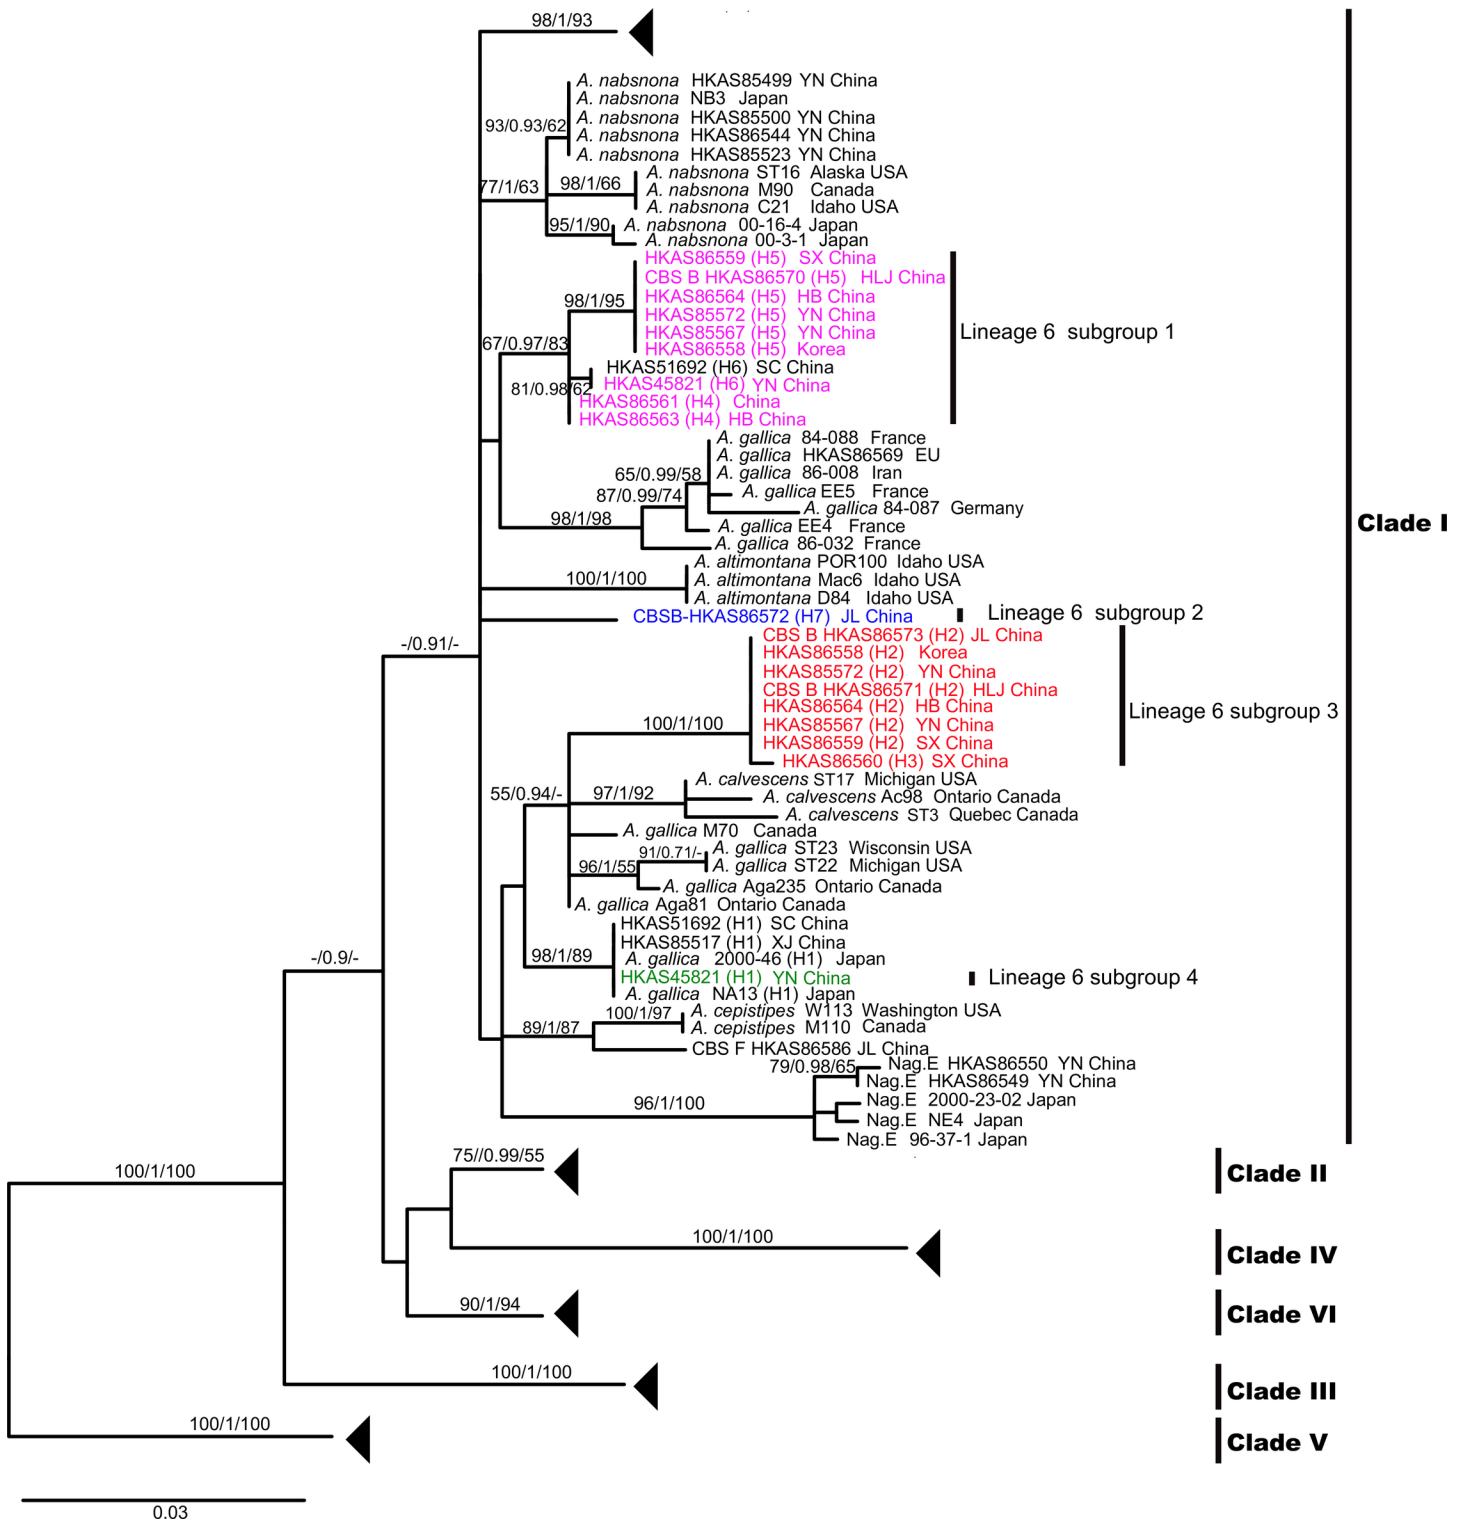 98/1/93
A. nabsnona HKAS85499 YN China
A. nabsnona NB3 Japan
A. nabsnona HKAS85500 YN China
93/0.93/62
A. nabsnona HKAS86544 YN China
A. nabsnona HKAS85523 YN China
A. nabsnona ST16 Alaska USA
77/1/63
98/1/66
A. nabsnona M90 Canada
A. nabsnona C21 Idaho USA
95/1/90
A. nabsnona 00-16-4 Japan
A. nabsnona 00-3-1 Japan
HKAS86559 (H5) SX China
CBS B HKAS86570 (H5) HLJ China
98/1/95
HKAS86564 (H5) HB China
HKAS85572 (H5) YN China
HKAS85567 (H5) YN China
Lineage 6 subgroup 1
67/0.97/83
HKAS86558 (H5) Korea
HKAS51692 (H6) SC China
81/0.98/62
HKAS45821 (H6) YN China
HKAS86561 (H4) China
HKAS86563 (H4) HB China
A. gallica 84-088 France
A. gallica HKAS86569 EU
65/0.99/58
A. gallica 86-008 Iran
87/0.99/74
A. gallica EE5 France
A. gallica 84-087 Germany
98/1/98
A. gallica EE4 France
Clade I
A. gallica 86-032 France
A. altimontana POR100 Idaho USA
100/1/100
A. altimontana Mac6 Idaho USA
A. altimontana D84 Idaho USA
CBSB-HKAS86572 (H7) JL China
Lineage 6 subgroup 2
CBS B HKAS86573 (H2) JL China
-/0.91/-
HKAS86558 (H2) Korea
HKAS85572 (H2) YN China
CBS B HKAS86571 (H2) HLJ China
HKAS86564 (H2) HB China
Lineage 6 subgroup 3
100/1/100
HKAS85567 (H2) YN China
HKAS86559 (H2) SX China
HKAS86560 (H3) SX China
A. calvescens ST17 Michigan USA
55/0.94/-
97/1/92
A. calvescens Ac98 Ontario Canada
A. calvescens ST3 Quebec Canada
A. gallica M70 Canada
91/0.71/-
A. gallica ST23 Wisconsin USA
96/1/55
A. gallica ST22 Michigan USA
A. gallica Aga235 Ontario Canada
A. gallica Aga81 Ontario Canada
HKAS51692 (H1) SC China
HKAS85517 (H1) XJ China
98/1/89
A. gallica 2000-46 (H1) Japan
-/0.9/-
HKAS45821 (H1) YN China
Lineage 6 subgroup 4
A. gallica NA13 (H1) Japan
100/1/97
A. cepistipes W113 Washington USA
89/1/87
A. cepistipes M110 Canada
CBS F HKAS86586 JL China
79/0.98/65
Nag.E HKAS86550 YN China
Nag.E HKAS86549 YN China
96/1/100
Nag.E 2000-23-02 Japan
Nag.E NE4 Japan
Nag.E 96-37-1 Japan
75//0.99/55
100/1/100
Clade II
100/1/100
Clade IV
90/1/94
Clade VI
100/1/100
Clade III
100/1/100
Clade V
0.03